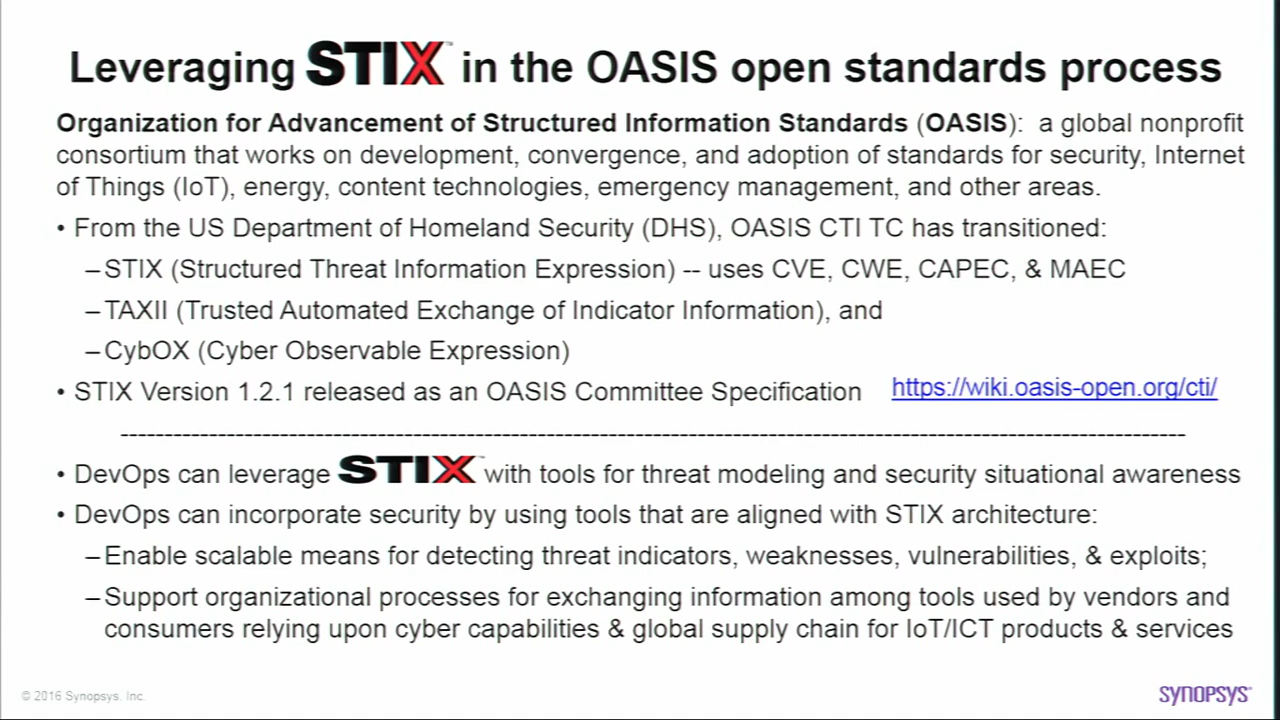 Leveraging STIX™ in the OASIS open standards process
Organization for Advancement of Structured Information Standards (OASIS):  a global nonprofit
consortium that works on development, convergence, and adoption of standards for security, Internet
of Things (IoT), energy, content technologies, emergency management, and other areas.
• From the US Department of Homeland Security (DHS), OASIS CTI TC has transitioned:
–STIX (Structured Threat Information Expression) -- uses CVE, CWE, CAPEC, & MAEC
–TAXII (Trusted Automated Exchange of Indicator Information), and
–CybOX (Cyber Observable Expression)
• STIX Version 1.2.1 released as an OASIS Committee Specification https://wiki.oasis-open.org/cti/
--------------------------------------------------------------------------------------------------------------------------
• DevOps can leverage STIX™ with tools for threat modeling and security situational awareness
• DevOps can incorporate security by using tools that are aligned with STIX architecture:
–Enable scalable means for detecting threat indicators, weaknesses, vulnerabilities, & exploits;
–Support organizational processes for exchanging information among tools used by vendors and
consumers relying upon cyber capabilities & global supply chain for IoT/ICT products & services
© 2016 Synopsys, Inc.
SYNOPSYS